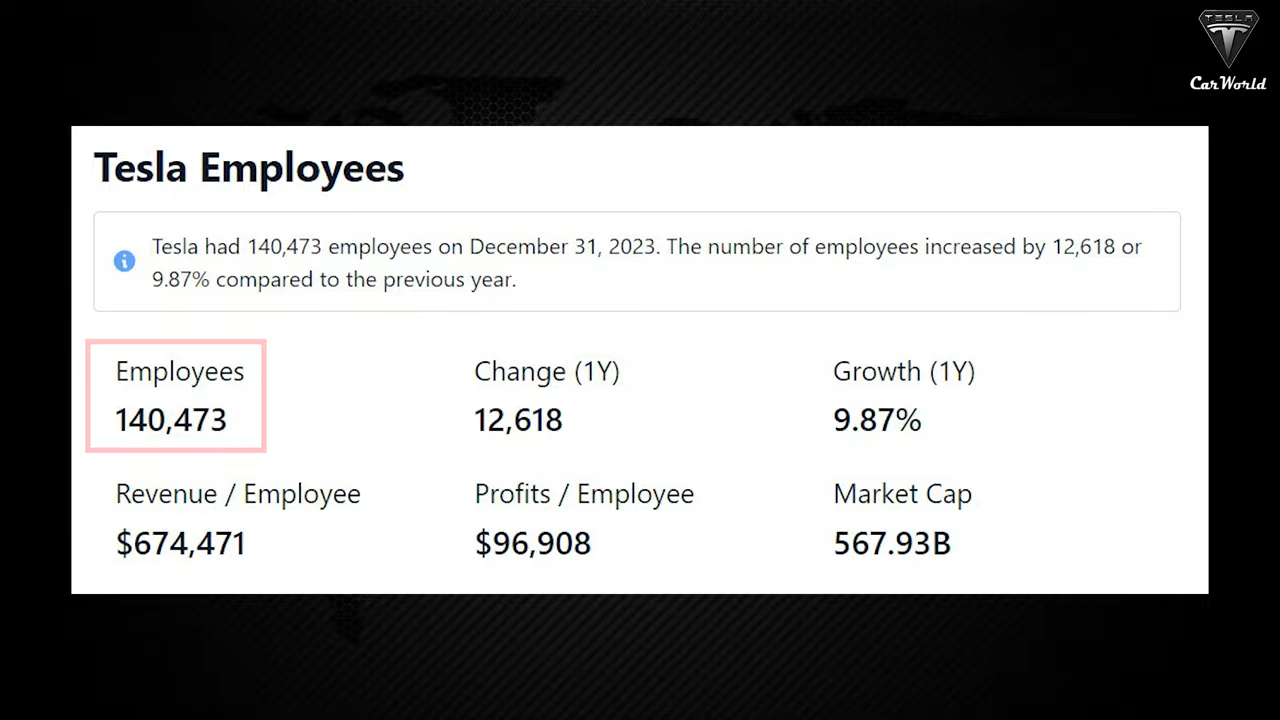 TESLA
CarWorld
Tesla Employees
Tesla had 140,473 employees on December 31, 2023. The number of employees increased by 12,618 or
9.87% compared to the previous year.
Employees
Change (1Y)
Growth (1Y)
140,473
12,618
9.87%
Revenue / Employee
Profits / Employee
Market Cap
$674,471
$96,908
567.93B